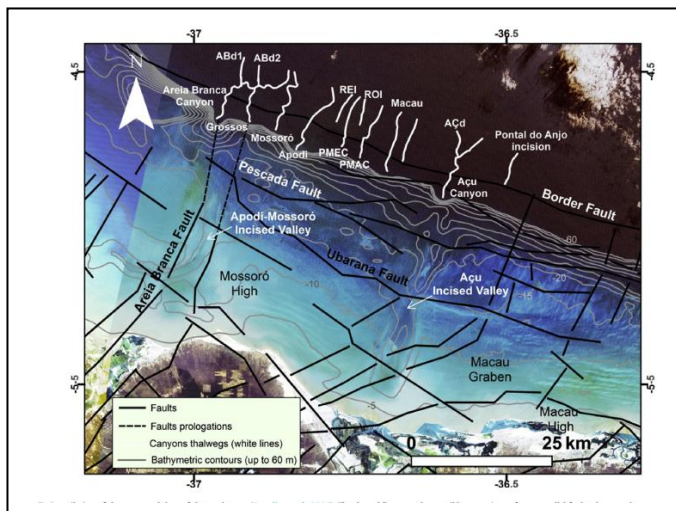 -37
-36.5
-4.5
-4.5
ABd1
ABd2
N
Areia Branca
Canyon
REI
ROI
Macau
AÇd
Pontal do Anjo
incision
Grossos
Mossoró
Apodi
PMEC
PMAC
Açu
Canyon
Border Fault
Pescada Fault
-60
Apodi-Mossoró
Incised Valley
Areia Branca Fault
Ubarana Fault
Açu
Incised Valley
-20
-15
-10
Mossoró
High
Macau
Graben
-5.5
-5.5
-5
Macau
High
Faults
Faults prologations
Canyons thalwegs (white lines)
Bathymetric contours (up to 60 m)
0
25 km
-37
-36.5